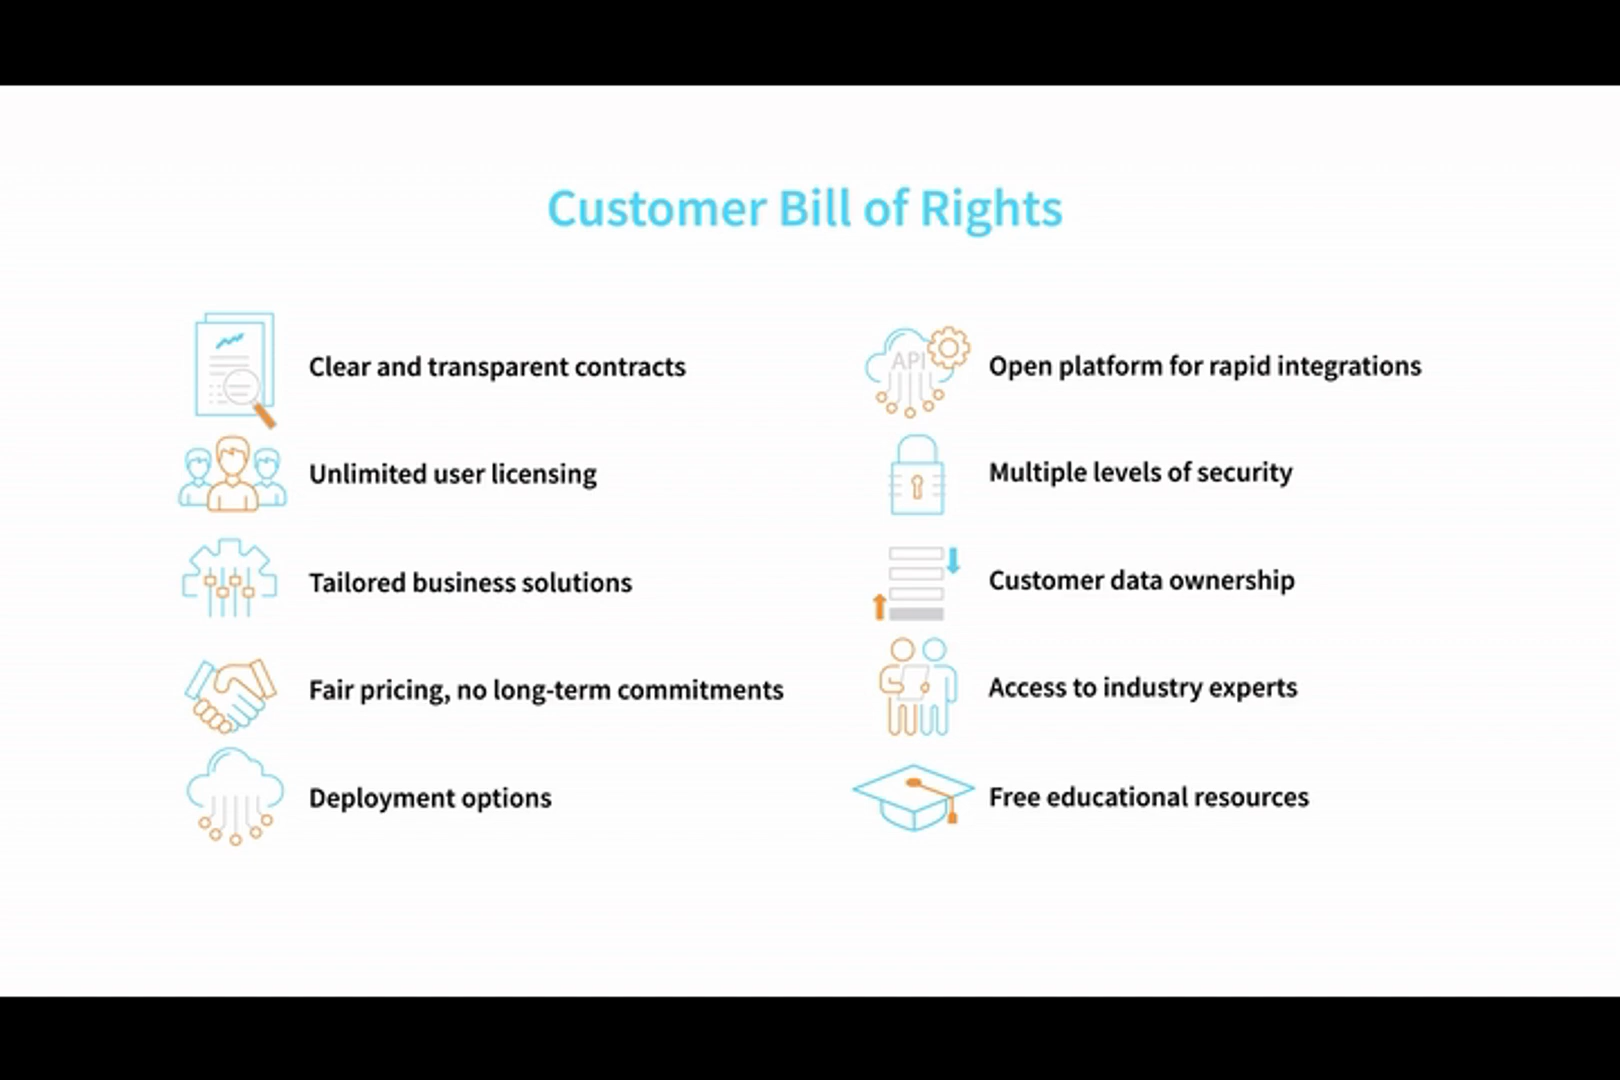 Customer Bill of Rights
Clear and transparent contracts
Unlimited user licensing
Tailored business solutions
Fair pricing, no long-term commitments
Deployment options
API
Open platform for rapid integrations
Multiple levels of security
Customer data ownership
Access to industry experts
Free educational resources